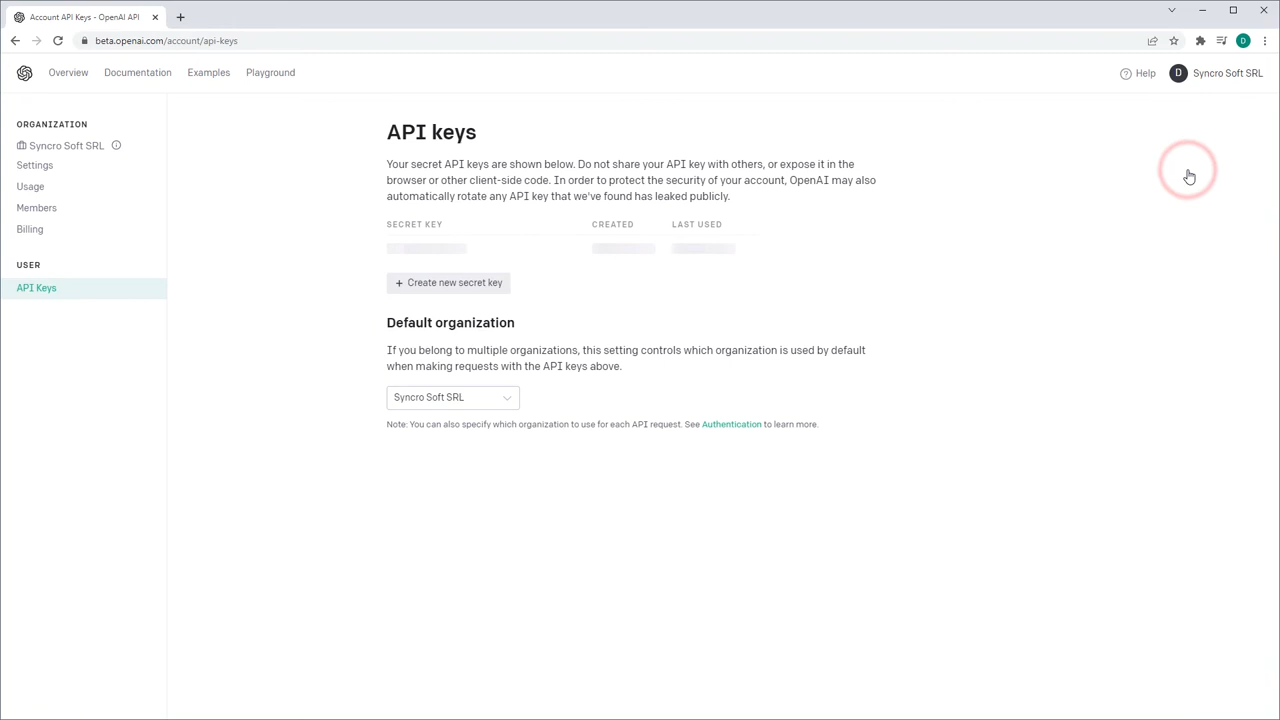 Account API Keys - OpenAI API
beta.openai.com/account/api-keys
D
Overview Documentation Examples Playground
Help D Syncro Soft SRL
ORGANIZATION
Syncro Soft SRL
Settings
Usage
Members
Billing
USER
API Keys
API keys
Your secret API keys are shown below. Do not share your API key with others, or expose it in the
browser or other client-side code. In order to protect the security of your account, OpenAI may also
automatically rotate any API key that we've found has leaked publicly.
SECRET KEY CREATED LAST USED
+ Create new secret key
Default organization
If you belong to multiple organizations, this setting controls which organization is used by default
when making requests with the API keys above.
Syncro Soft SRL
Note: You can also specify which organization to use for each API request. See Authentication to learn more.